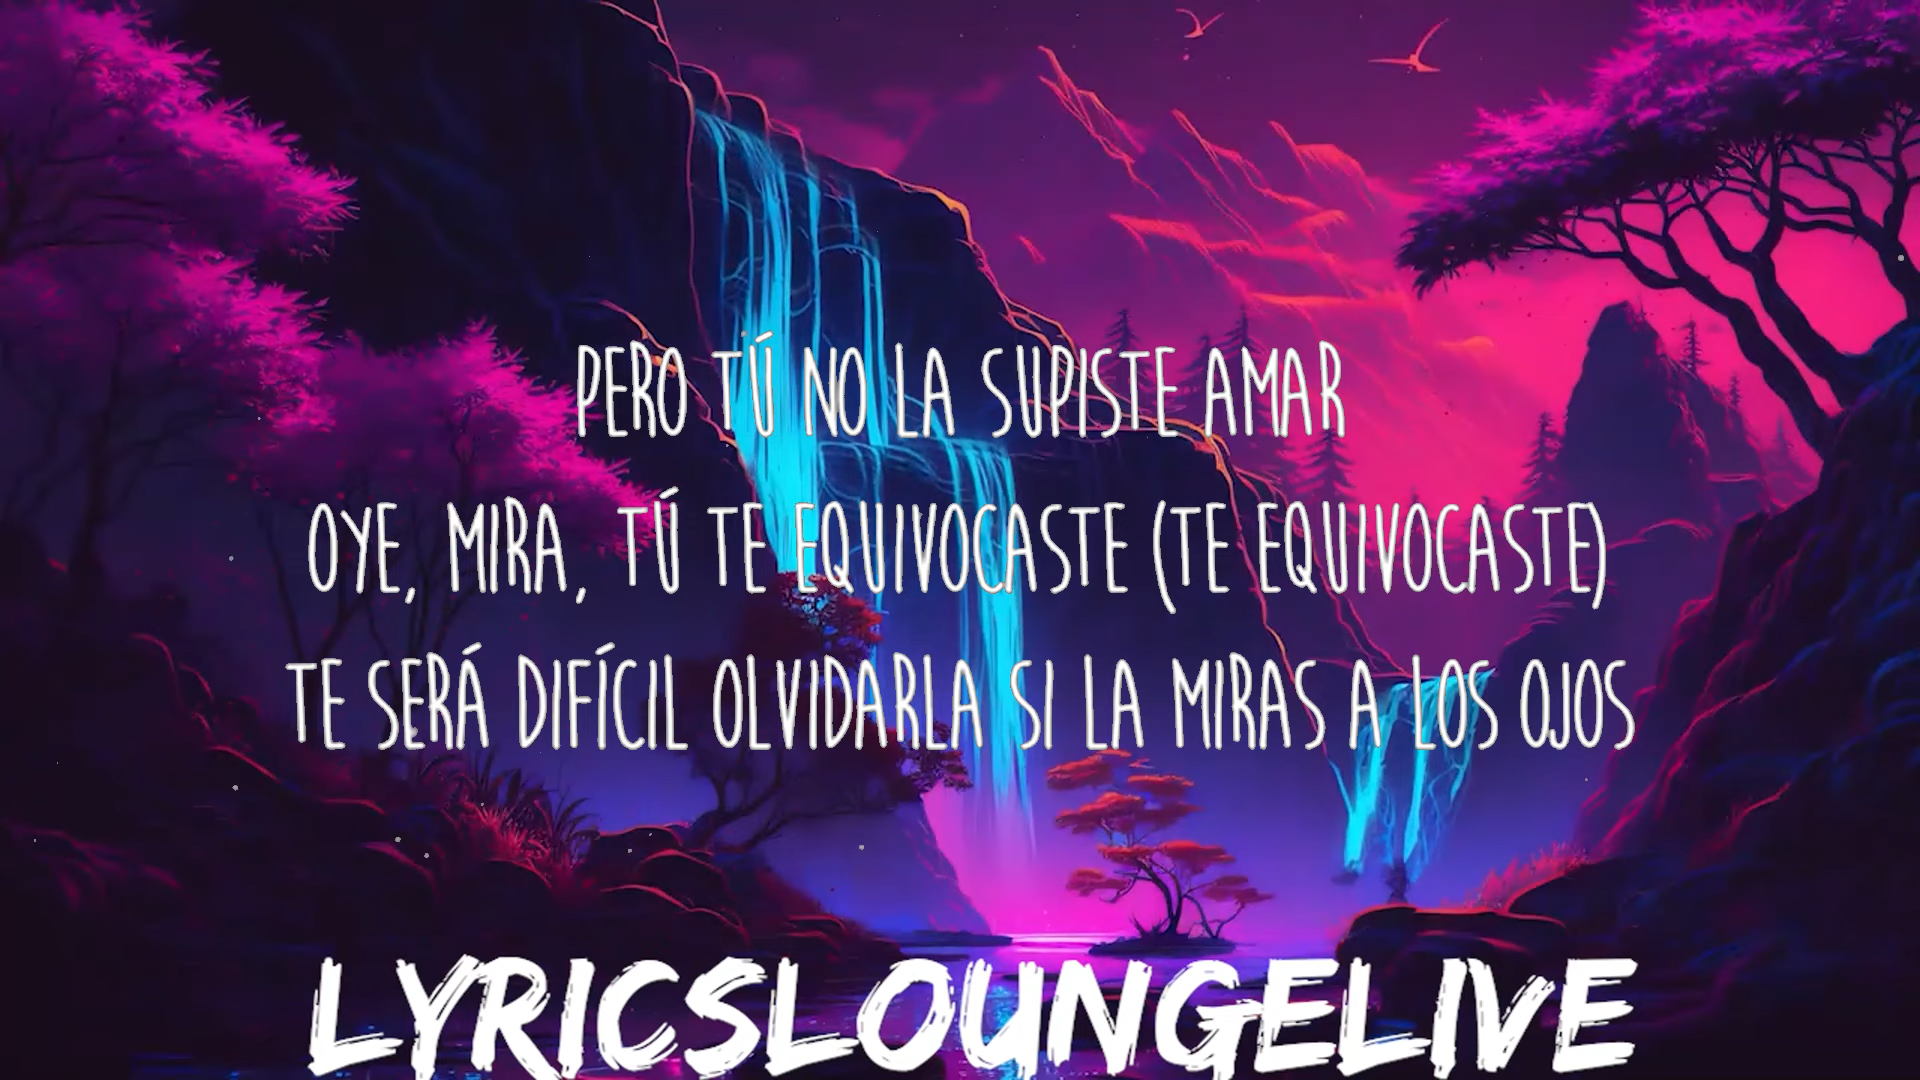 PERO TÚ NO LA SUPISTE AMAR
OYE, MIRA, TÚ TE EQUIVOCASTE (TE EQUIVOCASTE)
TE SERÁ DIFÍCIL OLVIDARLA SI LA MIRAS A LOS OJOS
LYRICSLOUNGELIVE